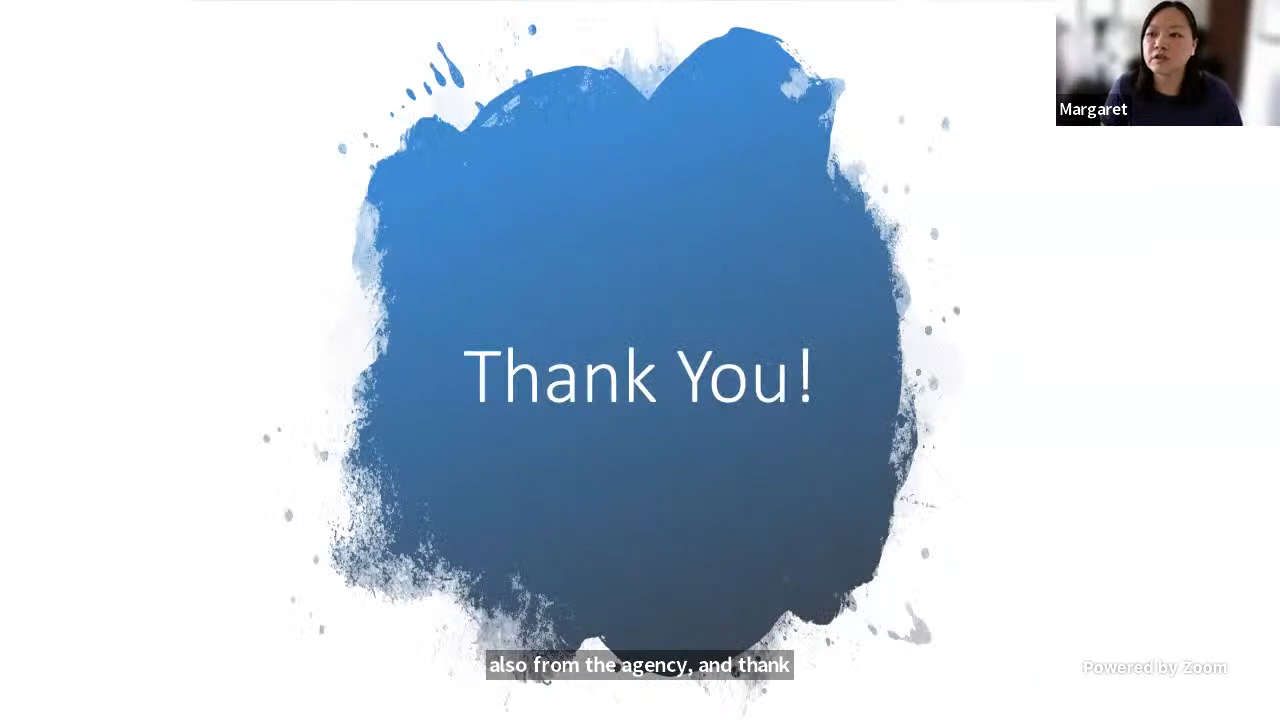 Margaret
Thank You!
also from the agency, and thank
Powered by Zoom